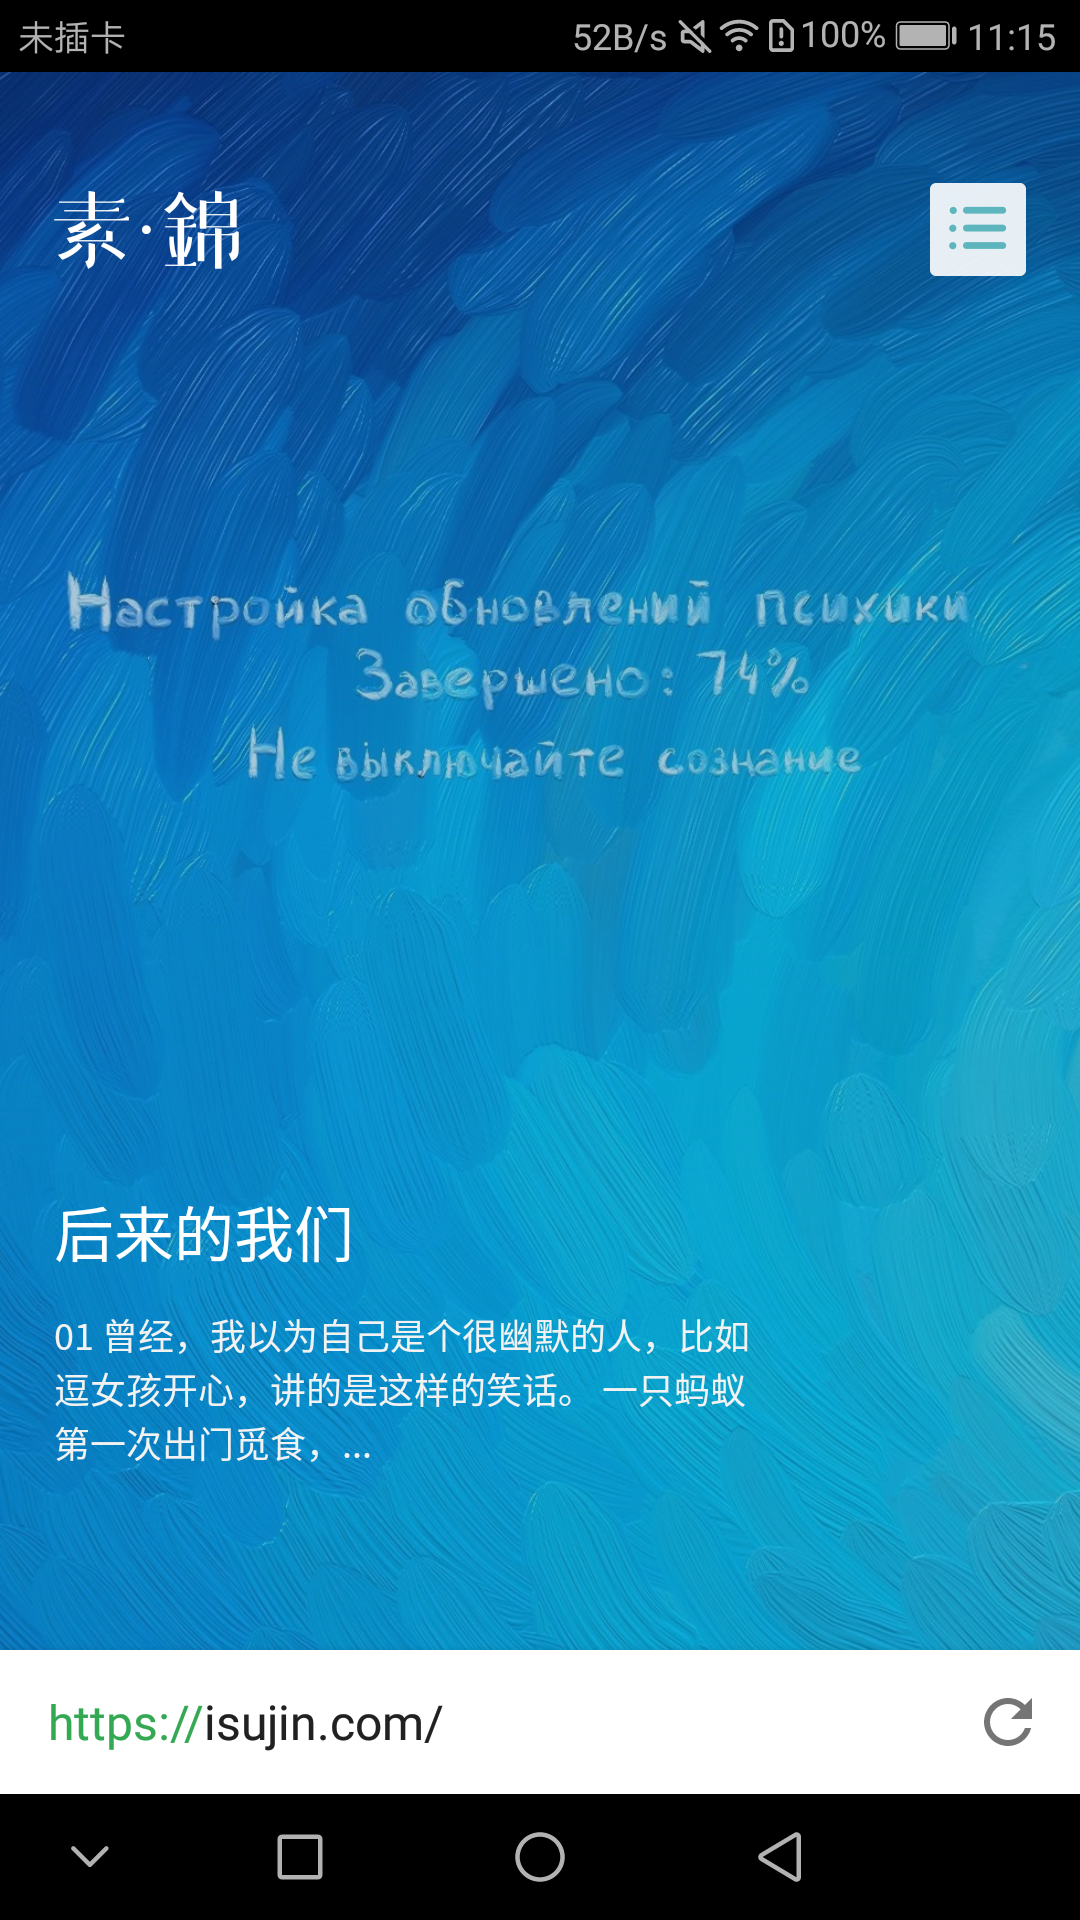 未插卡 52B/s 100% 11:15
素·錦
Настройка обновлений психики
Завершено: 74%
Не выключайте сознание
后来的我们
01 曾经，我以为自己是个很幽默的人，比如
逗女孩开心，讲的是这样的笑话。 一只蚂蚁
第一次出门觅食，...
https://isujin.com/